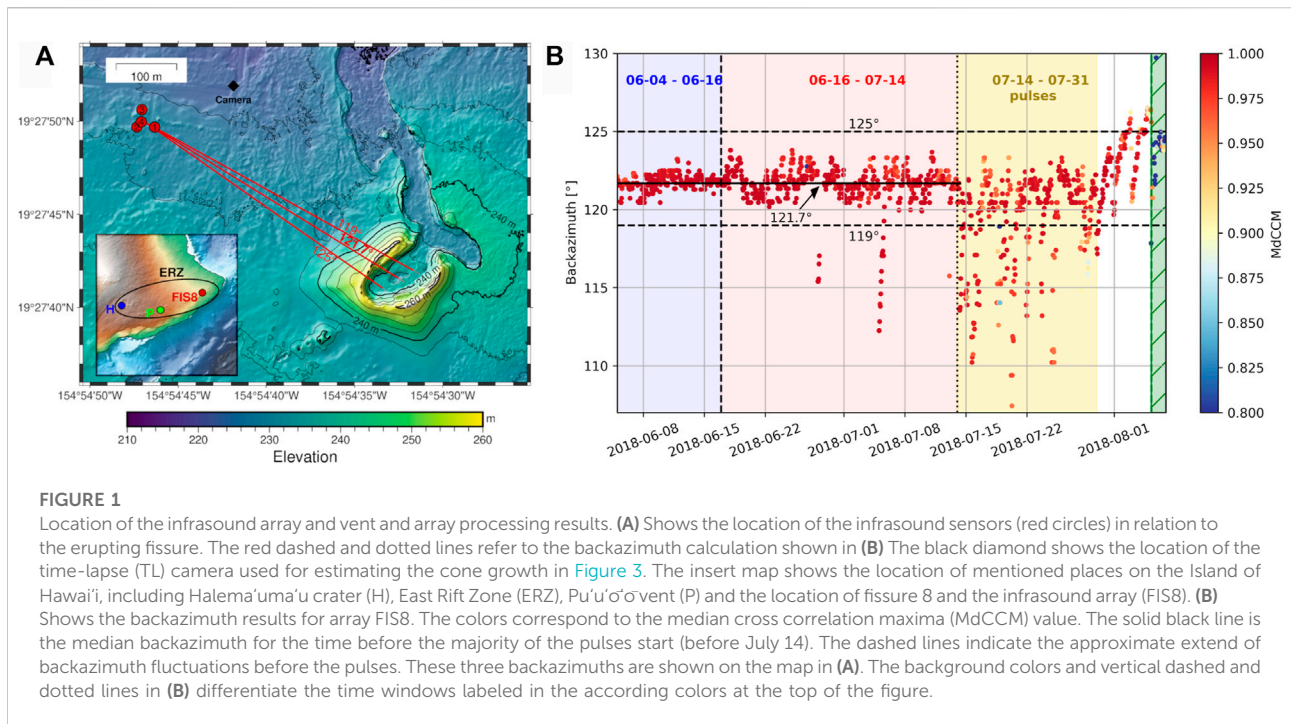 A
100 m
Camera
19°27'50"N
19°27'45"N
19°27'40"N
119°
121.7°
125°
240 m
240 m
260 m
240 m
ERZ
FIS8
H
P
154°54'50"W
154°54'45"W
154°54'40"W
154°54'35"W
154°54'30"W
m
210 220 230 240 250 260
Elevation
B
130
125
120
115
110
Backazimuth [°]
06-04 - 06-16
06-16 - 07-14
07-14 - 07-31
pulses
125°
121.7°
119°
2018-06-08
2018-06-15
2018-06-22
2018-07-01
2018-07-08
2018-07-15
2018-07-22
2018-08-01
1.000
0.975
0.950
0.925
0.900
0.875
0.850
0.825
0.800
MdCCM
FIGURE 1
Location of the infrasound array and vent and array processing results. (A) Shows the location of the infrasound sensors (red circles) in relation to
the erupting fissure. The red dashed and dotted lines refer to the backazimuth calculation shown in (B) The black diamond shows the location of the
time-lapse (TL) camera used for estimating the cone growth in Figure 3. The insert map shows the location of mentioned places on the Island of
Hawai'i, including Halema'uma'u crater (H), East Rift Zone (ERZ), Pu'u'ō'ō vent (P) and the location of fissure 8 and the infrasound array (FIS8). (B)
Shows the backazimuth results for array FIS8. The colors correspond to the median cross correlation maxima (MdCCM) value. The solid black line is
the median backazimuth for the time before the majority of the pulses start (before July 14). The dashed lines indicate the approximate extend of
backazimuth fluctuations before the pulses. These three backazimuths are shown on the map in (A). The background colors and vertical dashed and
dotted lines in (B) differentiate the time windows labeled in the according colors at the top of the figure.